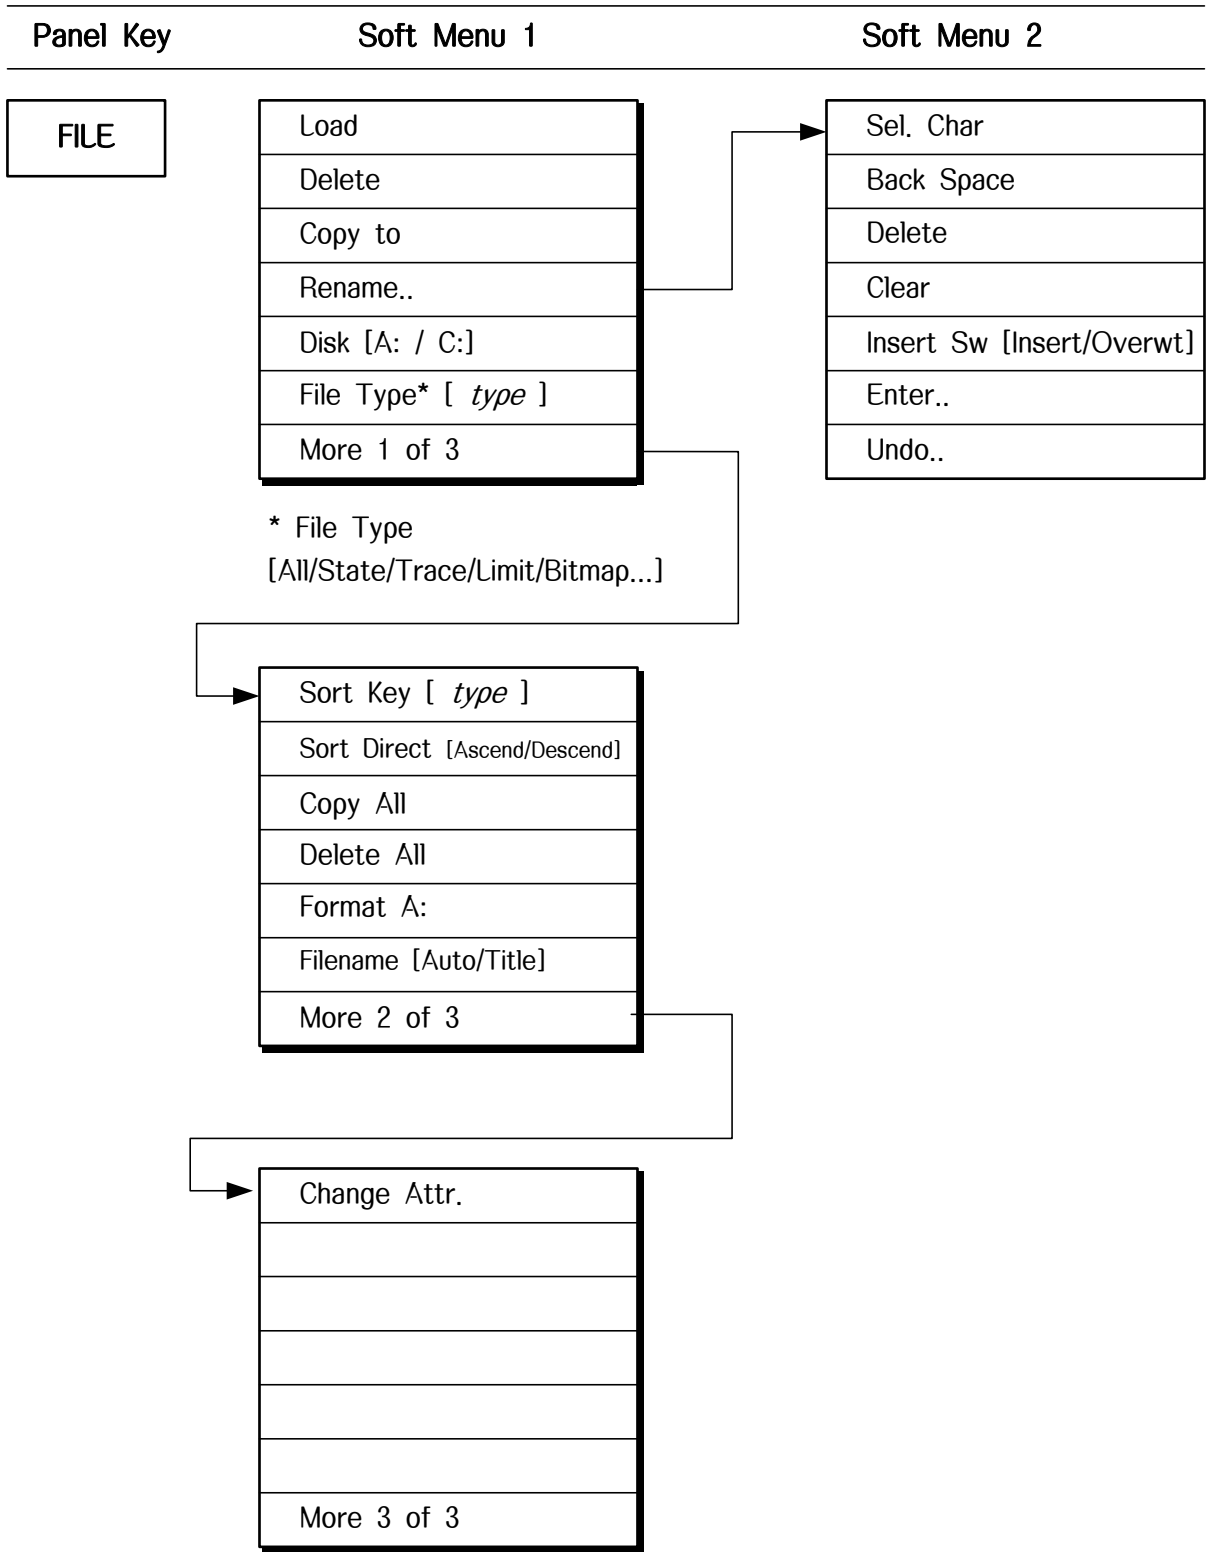 Panel Key Soft Menu 1 Soft Menu 2
FILE
Load
Delete
Copy to
Rename..
Disk [A: / C:]
File Type* [ type ]
More 1 of 3
* File Type
[All/State/Trace/Limit/Bitmap...]
Sel. Char
Back Space
Delete
Clear
Insert Sw [Insert/Overwt]
Enter..
Undo..
Sort Key [ type ]
Sort Direct [Ascend/Descend]
Copy All
Delete All
Format A:
Filename [Auto/Title]
More 2 of 3
Change Attr.
More 3 of 3